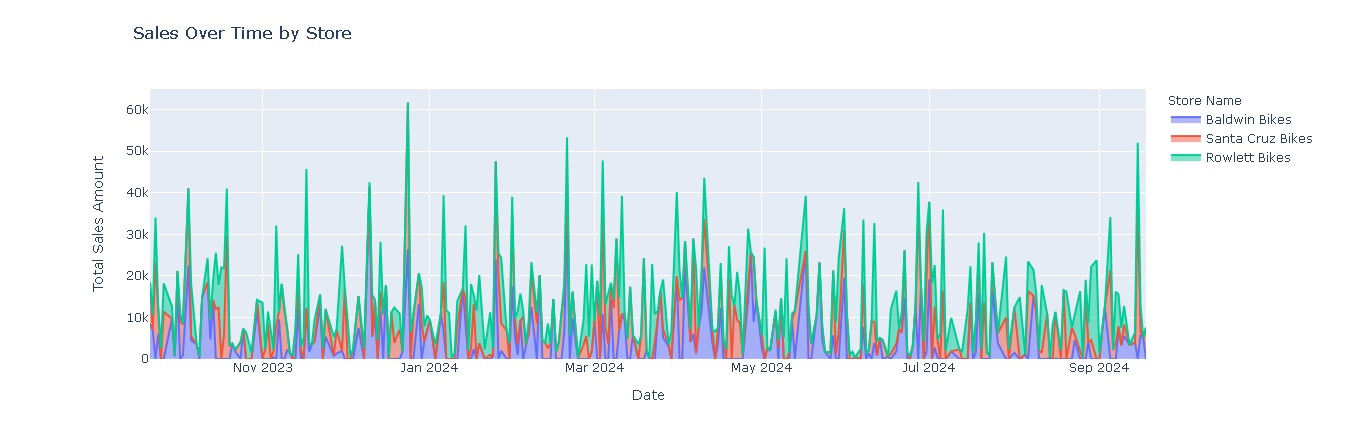 Sales Over Time by Store
Store Name
Baldwin Bikes
Santa Cruz Bikes
Rowlett Bikes
Total Sales Amount
60k
50k
40k
30k
20k
10k
0
Nov 2023 Jan 2024 Mar 2024 May 2024 Jul 2024 Sep 2024
Date